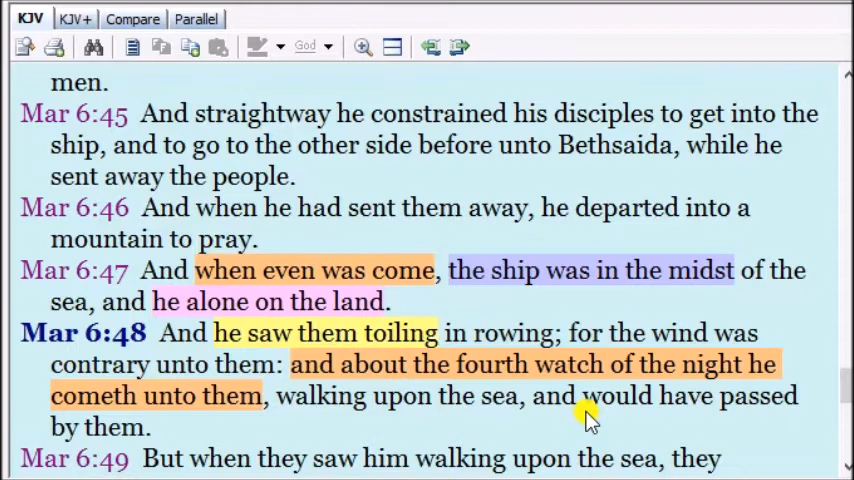 KJV KJV+ Compare Parallel
God
men.
Mar 6:45 And straightway he constrained his disciples to get into the
ship, and to go to the other side before unto Bethsaida, while he
sent away the people.
Mar 6:46 And when he had sent them away, he departed into a
mountain to pray.
Mar 6:47 And when even was come, the ship was in the midst of the
sea, and he alone on the land.
Mar 6:48 And he saw them toiling in rowing; for the wind was
contrary unto them: and about the fourth watch of the night he
cometh unto them, walking upon the sea, and would have passed
by them.
Mar 6:49 But when they saw him walking upon the sea, they